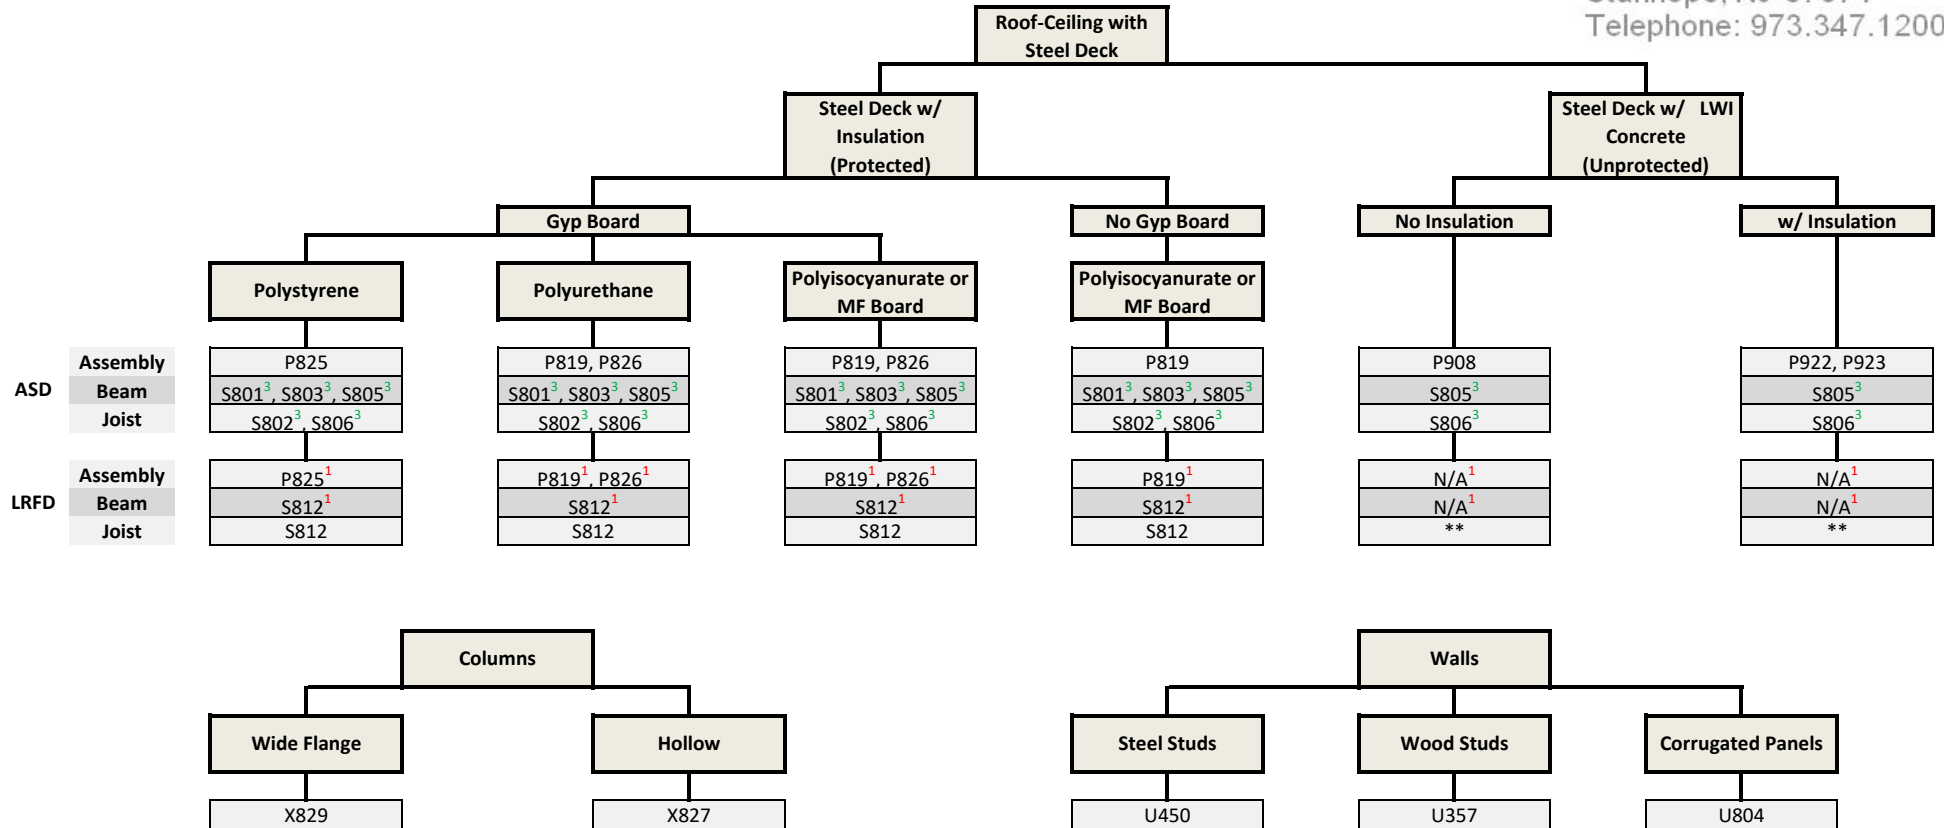 Telephone: 973.347.1200
Roof-Ceiling with
Steel Deck
Steel Deck w/
Insulation
(Protected)
Steel Deck w/ LWI
Concrete
(Unprotected)
Gyp Board
No Gyp Board
No Insulation
w/ Insulation
Polystyrene
Polyurethane
Polyisocyanurate or
MF Board
Polyisocyanurate or
MF Board
ASD
Assembly P825 P819, P826 P819, P826 P819 P908 P922, P923
Beam S801³, S803³, S805³ S801³, S803³, S805³ S801³, S803³, S805³ S801³, S803³, S805³ S805³ S805³
Joist S802³, S806³ S802³, S806³ S802³, S806³ S802³, S806³ S806³ S806³
LRFD
Assembly P825¹ P819¹, P826¹ P819¹, P826¹ P819¹ N/A¹ N/A¹
Beam S812¹ S812¹ S812¹ S812¹ N/A¹ N/A¹
Joist S812 S812 S812 S812 ** **
Columns
Wide Flange
Hollow
X829
X827
Walls
Steel Studs
Wood Studs
Corrugated Panels
U450
U357
U804